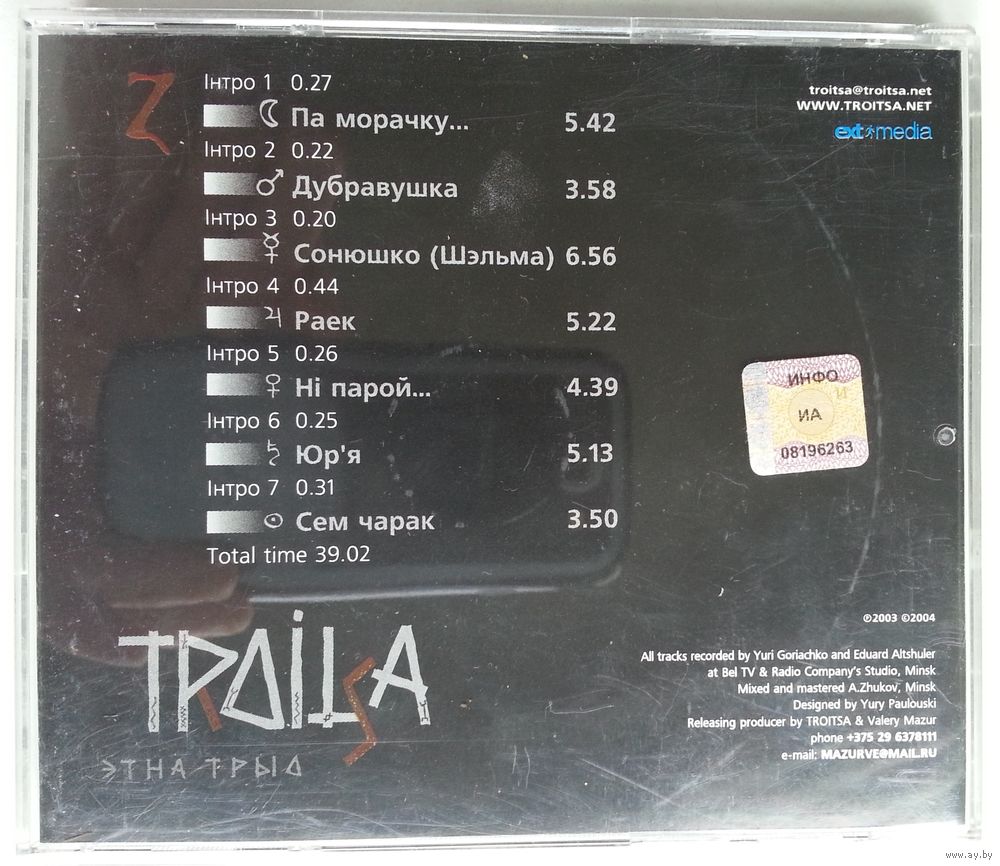 Інтро 1 0.27
Па морачку... 5.42
Інтро 2 0.22
Дубравушка 3.58
Інтро 3 0.20
Сонюшко (Шэльма) 6.56
Інтро 4 0.44
Раек 5.22
Інтро 5 0.26
Ні парой... 4.39
Інтро 6 0.25
Юр'я 5.13
Інтро 7 0.31
Сем чарак 3.50
Total time 39.02
troitsa@troitsa.net
WWW.TROITSA.NET
ext media
ИНФО
И
ИА
08196263
TROiTSA
ЭТНА ТРЫО
℗2003 ©2004
All tracks recorded by Yuri Goriachko and Eduard Altshuler
at Bel TV & Radio Company's Studio, Minsk
Mixed and mastered A.Zhukov, Minsk
Designed by Yury Paulouski
Releasing producer by TROITSA & Valery Mazur
phone +375 29 6378111
e-mail: MAZURVE@MAIL.RU
www.ay.by